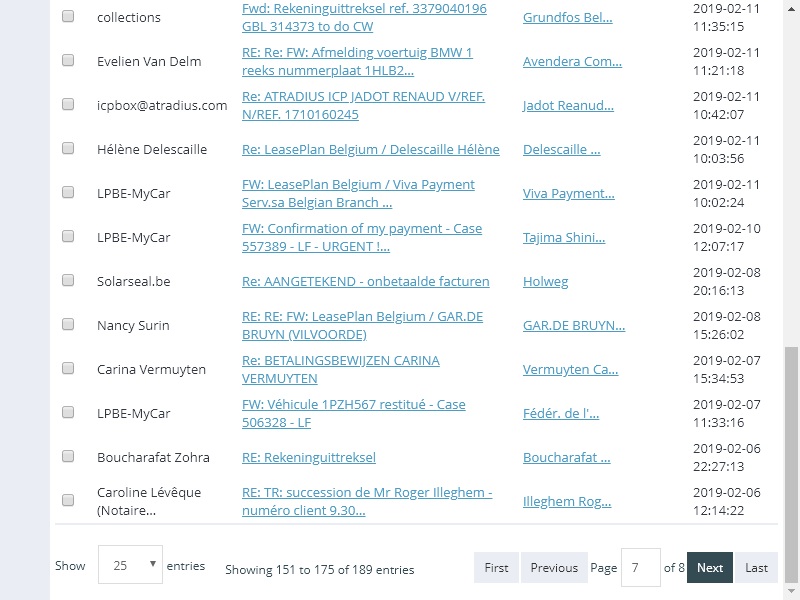 collections Fwd: Rekeninguittreksel ref. 3379040196 Grundfos Bel... 2019-02-11
GBL 314373 to do CW 11:35:15
Evelien Van Delm RE: Re: FW: Afmelding voertuig BMW 1 Avendera Com... 2019-02-11
reeks nummerplaat 1HLB2... 11:21:18
icpbox@atradius.com Re: ATRADIUS ICP JADOT RENAUD V/REF. Jadot Reanud... 2019-02-11
N/REF. 1710160245 10:42:07
Hélène Delescaille Re: LeasePlan Belgium / Delescaille Hélène Delescaille ... 2019-02-11
10:03:56
LPBE-MyCar FW: LeasePlan Belgium / Viva Payment Viva Payment... 2019-02-11
Serv.sa Belgian Branch ... 10:02:24
LPBE-MyCar FW: Confirmation of my payment - Case Tajima Shini... 2019-02-10
557389 - LF - URGENT !... 12:07:17
Solarseal.be Re: AANGETEKEND - onbetaalde facturen Holweg 2019-02-08
20:16:13
Nancy Surin RE: RE: FW: LeasePlan Belgium / GAR.DE GAR.DE BRUYN... 2019-02-08
BRUYN (VILVOORDE) 15:26:02
Carina Vermuyten Re: BETALINGSBEWIJZEN CARINA Vermuyten Ca... 2019-02-07
VERMUYTEN 15:34:53
LPBE-MyCar FW: Véhicule 1PZH567 restitué - Case Fédér. de l'... 2019-02-07
506328 - LF 11:33:16
Boucharafat Zohra RE: Rekeninguittreksel Boucharafat ... 2019-02-06
22:27:13
Caroline Lévêque RE: TR: succession de Mr Roger Illeghem - Illeghem Rog... 2019-02-06
(Notaire... numéro client 9.30... 12:14:22
Show 25 entries Showing 151 to 175 of 189 entries First Previous Page 7 of 8 Next Last